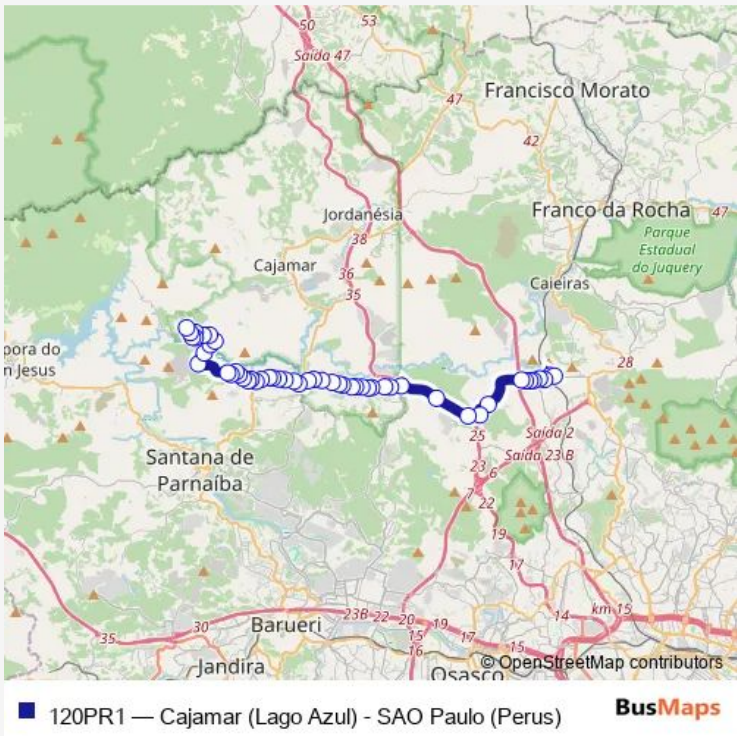 50
53
Saída 47
47
Francisco Morato
42
Franco da Rocha
47
Jordanésia
Parque
Estadual
do Juquery
38
Cajamar
36
Caieiras
35
pora do
n Jesus
28
25
Saída 2
Saída 23 B
Santana de
Parnaíba
23
6
7
22
19
17
14
km 15
23B
22
20
19
17
15
15
16
35
30
Barueri
Jandira
Osasco
© OpenStreetMap contributors
120PR1 — Cajamar (Lago Azul) - SAO Paulo (Perus)
BusMaps